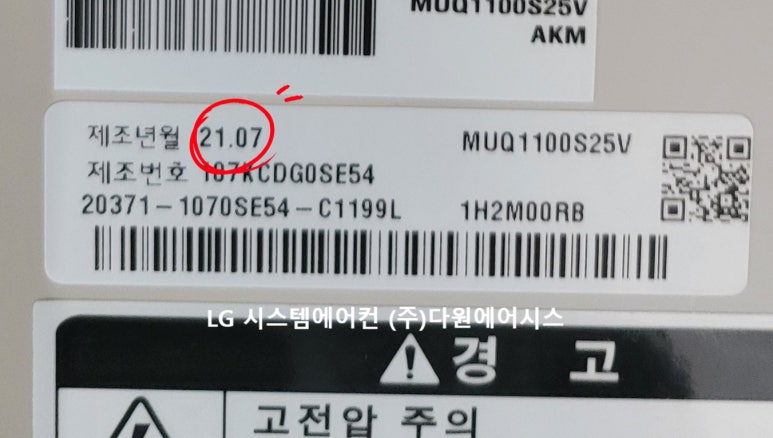 MUQ1100S25V
AKM
제조년월 21.07 MUQ1100S25V
제조번호 107KCDG0SE54
20371-1070SE54-C1199L 1H2M00RB
LG 시스템에어컨 (주)다원에어시스
경 고
고전압 주의